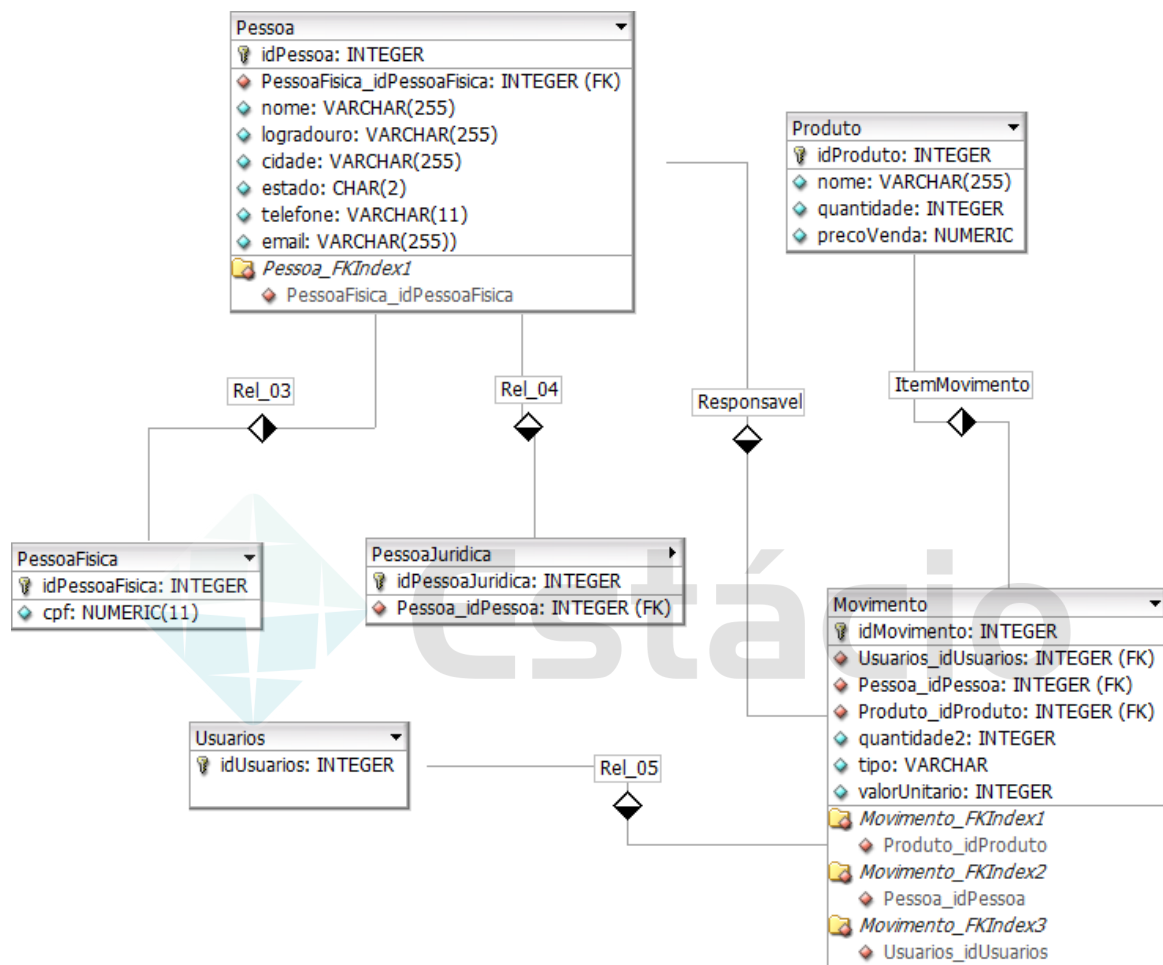 Pessoa
idPessoa: INTEGER
PessoaFisica_idPessoaFisica: INTEGER (FK)
nome: VARCHAR(255)
logradouro: VARCHAR(255)
cidade: VARCHAR(255)
estado: CHAR(2)
telefone: VARCHAR(11)
email: VARCHAR(255))
Pessoa_FKIndex1
PessoaFisica_idPessoaFisica
Produto
idProduto: INTEGER
nome: VARCHAR(255)
quantidade: INTEGER
precoVenda: NUMERIC
Rel_03
Rel_04
Responsavel
ItemMovimento
PessoaFisica
idPessoaFisica: INTEGER
cpf: NUMERIC(11)
PessoaJuridica
idPessoaJuridica: INTEGER
Pessoa_idPessoa: INTEGER (FK)
Estácio
Usuarios
idUsuarios: INTEGER
Rel_05
Movimento
idMovimento: INTEGER
Usuarios_idUsuarios: INTEGER (FK)
Pessoa_idPessoa: INTEGER (FK)
Produto_idProduto: INTEGER (FK)
quantidade2: INTEGER
tipo: VARCHAR
valorUnitario: INTEGER
Movimento_FKIndex1
Produto_idProduto
Movimento_FKIndex2
Pessoa_idPessoa
Movimento_FKIndex3
Usuarios_idUsuarios